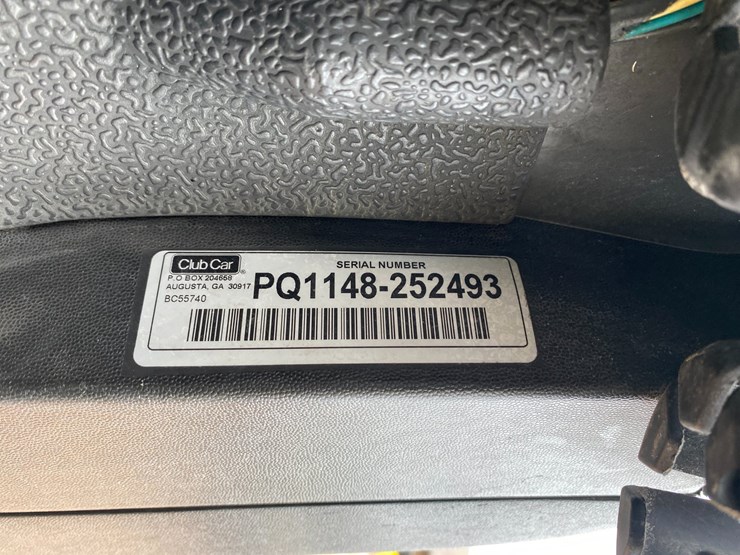 Club Car®
P.O BOX 204658
AUGUSTA, GA 30917
BC55740
SERIAL NUMBER
PQ1148-252493